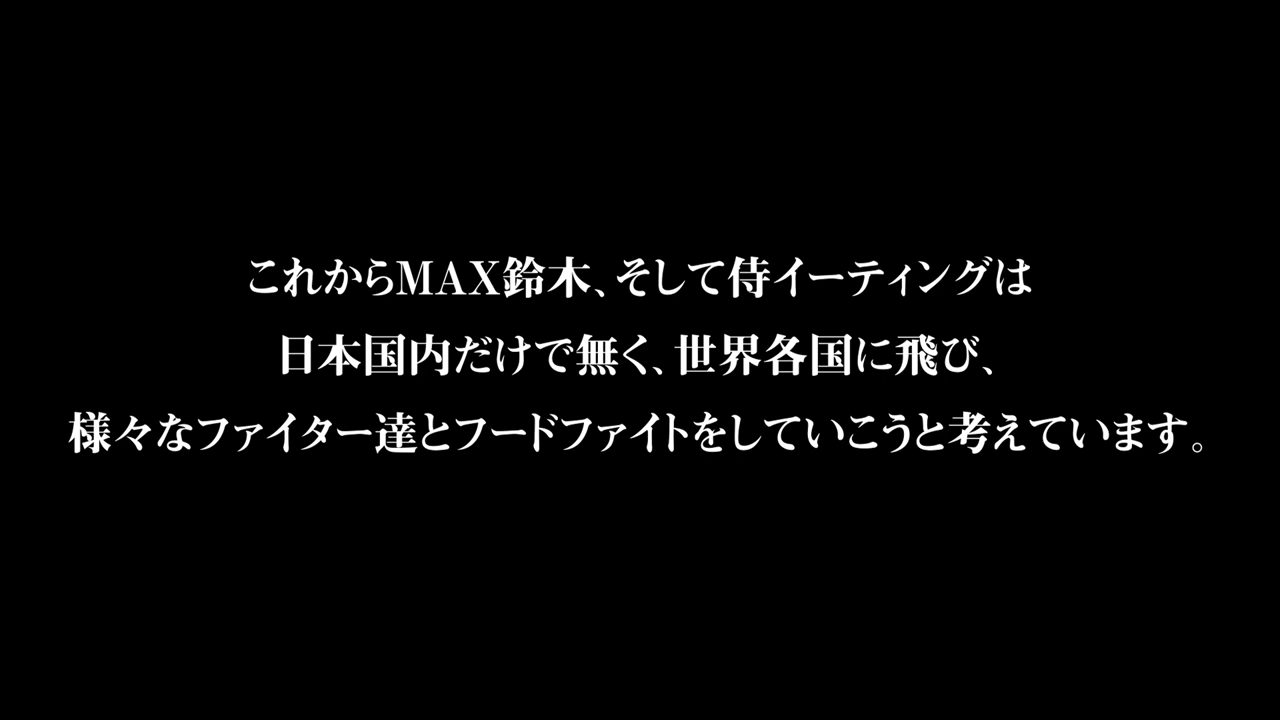 これからMAX鈴木、そして侍イーティングは
日本国内だけで無く、世界各国に飛び、
様々なファイター達とフードファイトをしていこうと考えています。